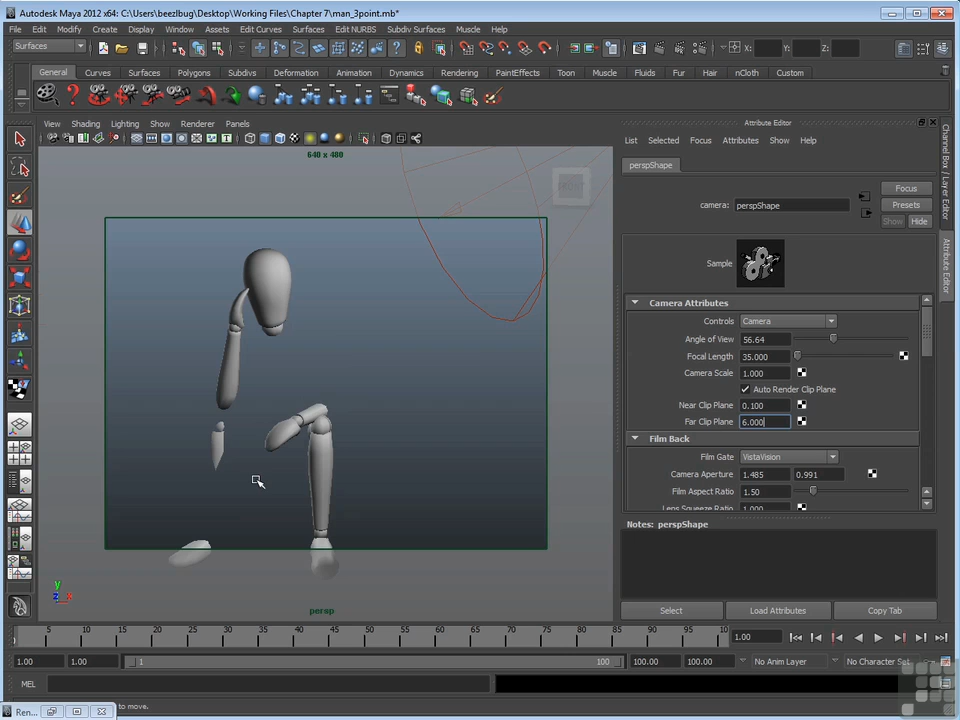 Autodesk Maya 2012 x64: C:\Users\beezlbug\Desktop\Working Files\Chapter 7\man_3point.mb*
File Edit Modify Create Display Window Assets Edit Curves Surfaces Edit NURBS Subdiv Surfaces Muscle Help
Surfaces X: Y: Z:
General Curves Surfaces Polygons Subdivs Deformation Animation Dynamics Rendering PaintEffects Toon Muscle Fluids Fur Hair nCloth Custom
View Shading Lighting Show Renderer Panels
Attribute Editor
List Selected Focus Attributes Show Help
640 x 480
perspShape
camera: perspShape
Focus
Presets
Show Hide
Sample
Camera Attributes
Controls Camera
Angle of View 56.64
Focal Length 35.000
Camera Scale 1.000
Auto Render Clip Plane
Near Clip Plane 0.100
Far Clip Plane 6.000
Film Back
Film Gate VistaVision
Camera Aperture 1.485 0.991
Film Aspect Ratio 1.50
Lens Squeeze Ratio 1.000
Notes: perspShape
Select Load Attributes Copy Tab
Channel Box / Layer Editor
Attribute Editor
y
z x
persp
5 10 15 20 25 30 35 40 45 50 55 60 65 70 75 80 85 90 95 10
1.00
1.00 1.00 1 100 100.00 100.00 No Anim Layer No Character Set
MEL
Ren... to move.